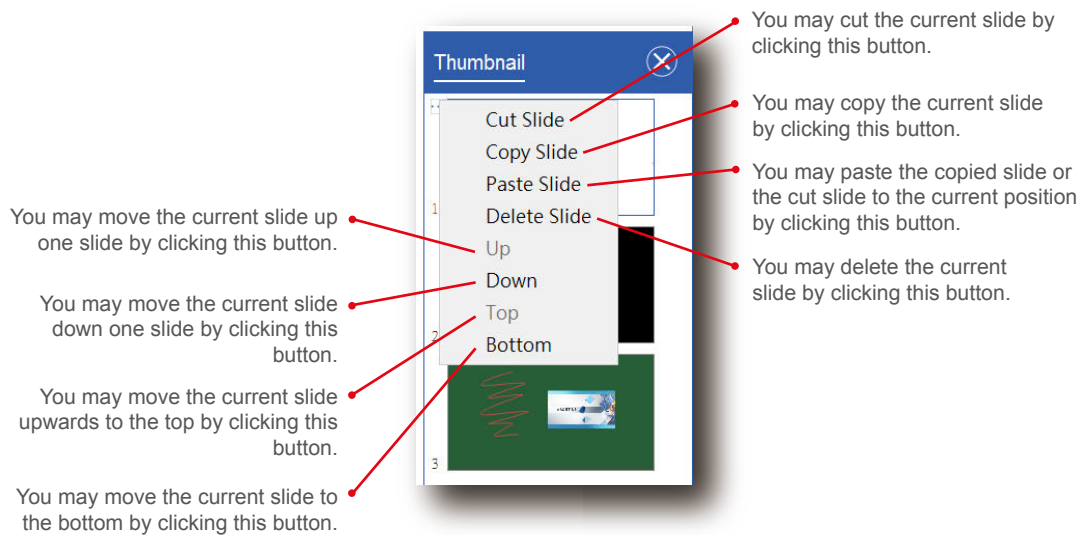 You may cut the current slide by
clicking this button.
You may copy the current slide
by clicking this button.
You may paste the copied slide or
the cut slide to the current position
by clicking this button.
You may delete the current
slide by clicking this button.
Thumbnail
Cut Slide
Copy Slide
Paste Slide
Delete Slide
Up
Down
Top
Bottom
1
2
3
You may move the current slide up
one slide by clicking this button.
You may move the current slide
down one slide by clicking this
button.
You may move the current slide
upwards to the top by clicking this
button.
You may move the current slide to
the bottom by clicking this button.